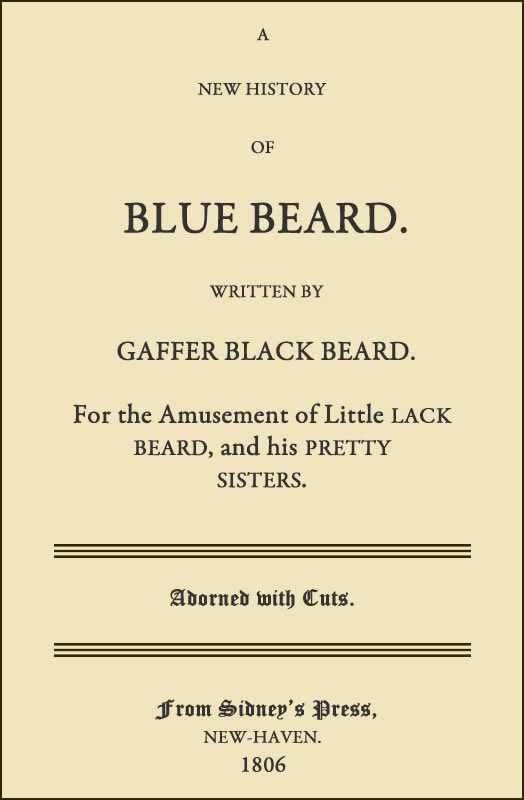 A
NEW HISTORY
OF
BLUE BEARD.
WRITTEN BY
GAFFER BLACK BEARD.
For the Amusement of Little LACK
BEARD, and his PRETTY
SISTERS.
Adorned with Cuts.
From Sidney's Press,
NEW-HAVEN.
1806